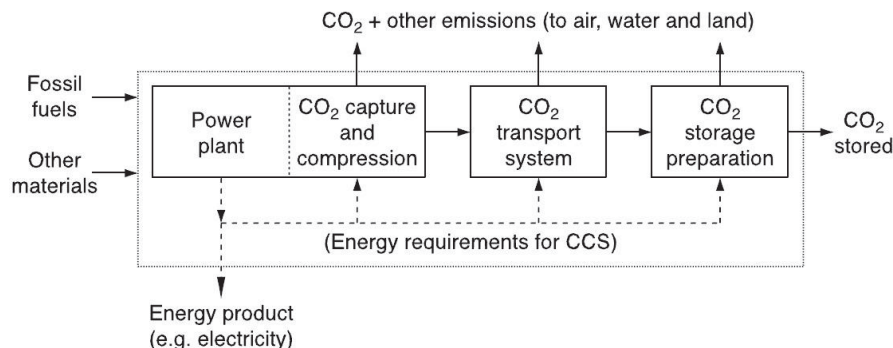 CO₂ + other emissions (to air, water and land)
Fossil
fuels
Other
materials
Power
plant
CO₂ capture
and
compression
CO₂
transport
system
CO₂
storage
preparation
CO₂
stored
(Energy requirements for CCS)
Energy product
(e.g. electricity)